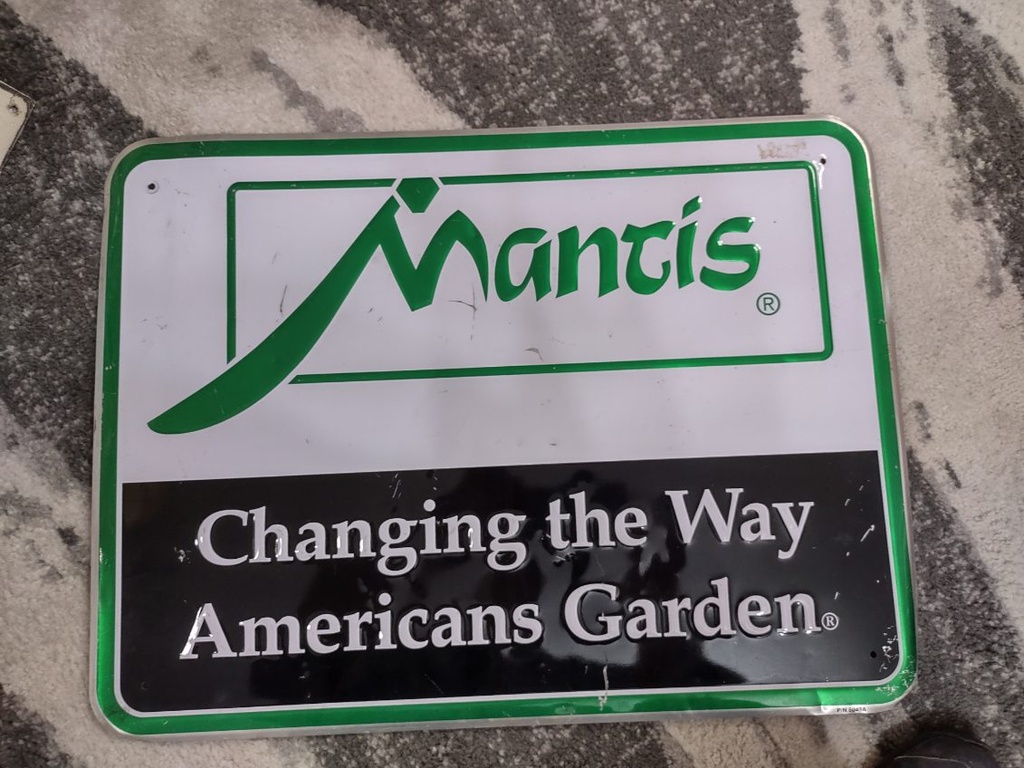 Mantis®
Changing the Way
Americans Garden®